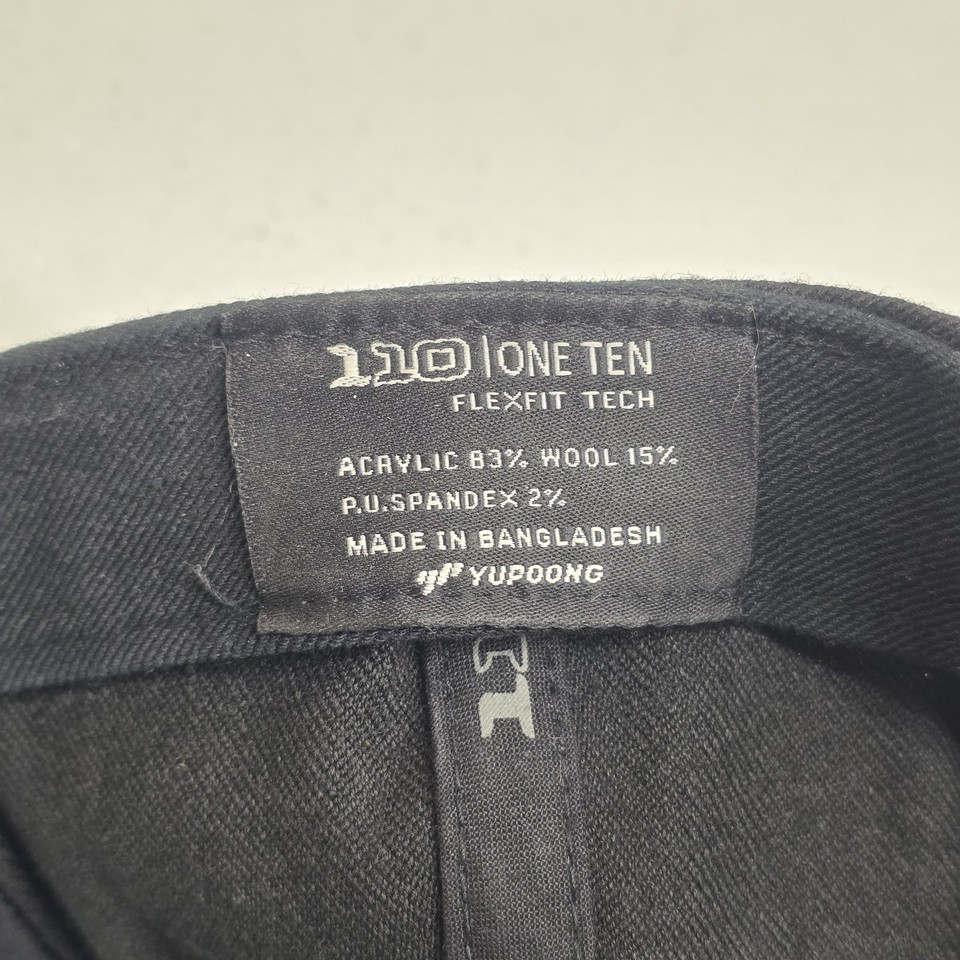 110 | ONE TEN
FLEXFIT TECH
ACRYLIC 83% WOOL 15%
P.U.SPANDEX 2%
MADE IN BANGLADESH
YUPOONG